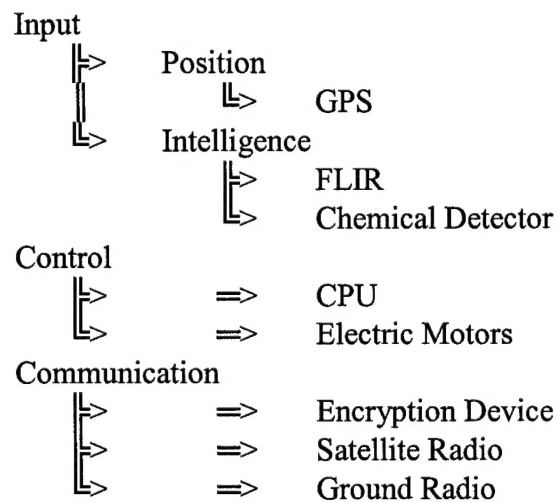 Input
Position
GPS
Intelligence
FLIR
Chemical Detector
Control
=> CPU
=> Electric Motors
Communication
=> Encryption Device
=> Satellite Radio
=> Ground Radio